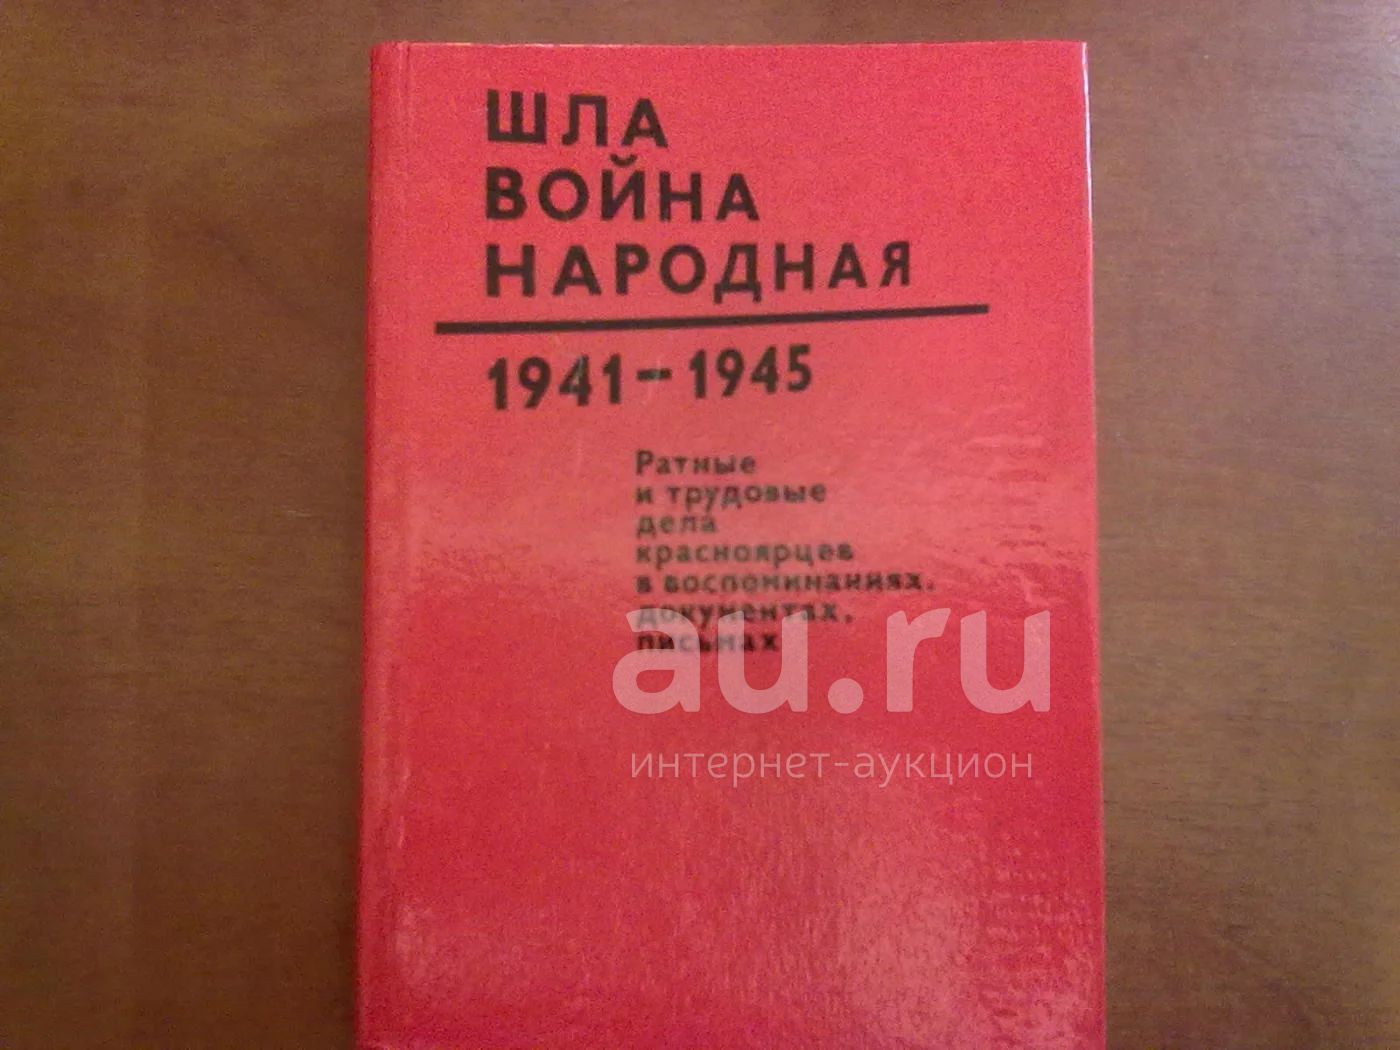 ШЛА
ВОЙНА
НАРОДНАЯ
1941-1945
Ратные
и трудовые
дела
красноярцев
в воспоминаниях,
документах,
письмах
au.ru
интернет-аукцион